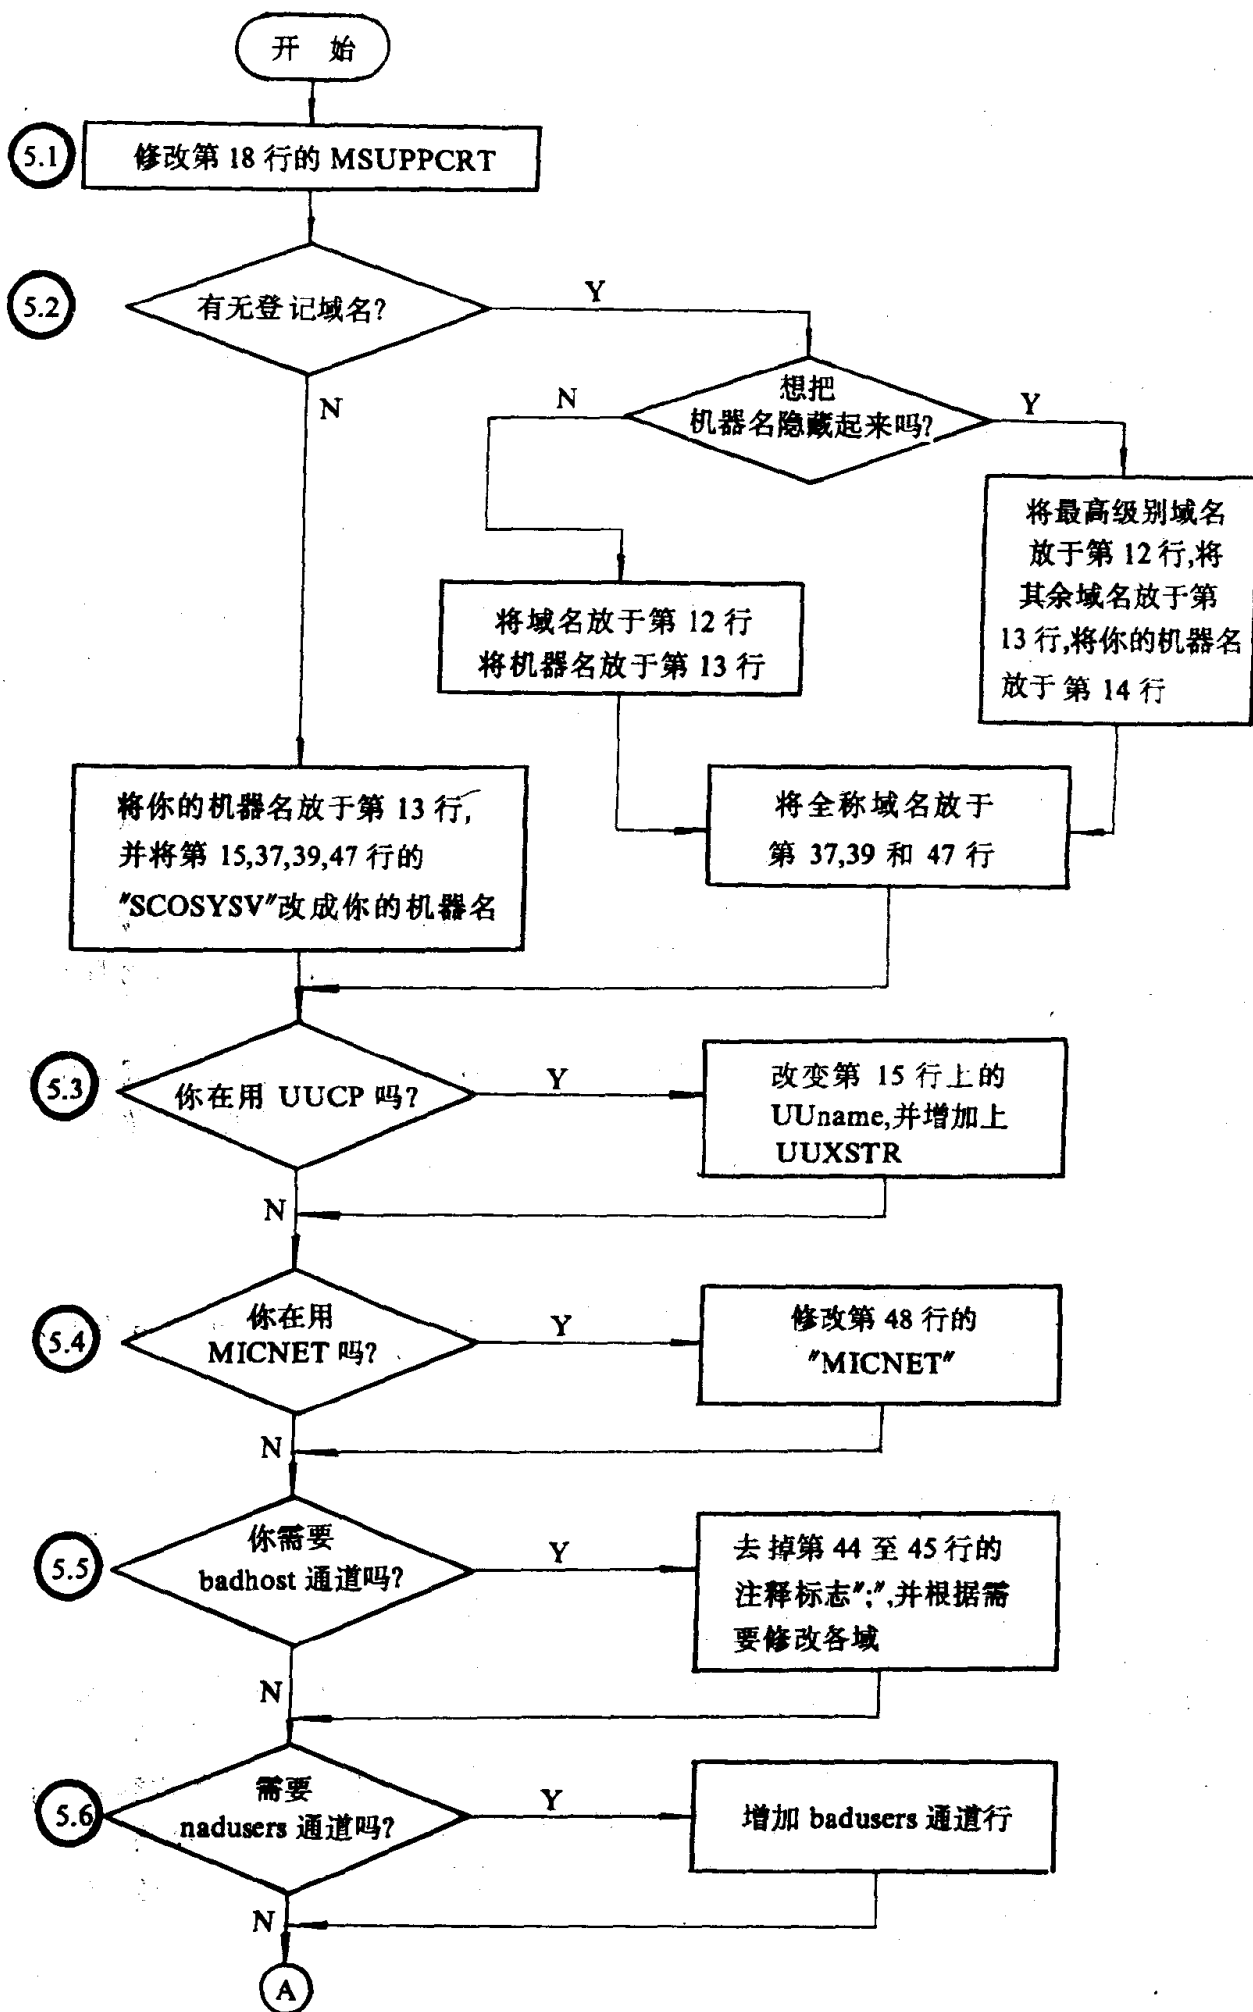 开 始
5.1
修改第 18 行的 MSUPPCRT
5.2
有无登记域名?
Y
N
想把
机器名隐藏起来吗?
N
Y
将最高级别域名
放于第 12 行,将
其余域名放于第
13 行,将你的机器名
放于第 14 行
将域名放于第 12 行
将机器名放于第 13 行
将你的机器名放于第 13 行,
并将第 15,37,39,47 行的
"SCOSYSV"改成你的机器名
将全称域名放于
第 37,39 和 47 行
5.3
你在用 UUCP 吗?
Y
改变第 15 行上的
UUname,并增加上
UUXSTR
N
5.4
你在用
MICNET 吗?
Y
修改第 48 行的
"MICNET"
N
5.5
你需要
badhost 通道吗?
Y
去掉第 44 至 45 行的
注释标志";",并根据需
要修改各域
N
5.6
需要
nadusers 通道吗?
Y
增加 badusers 通道行
N
A